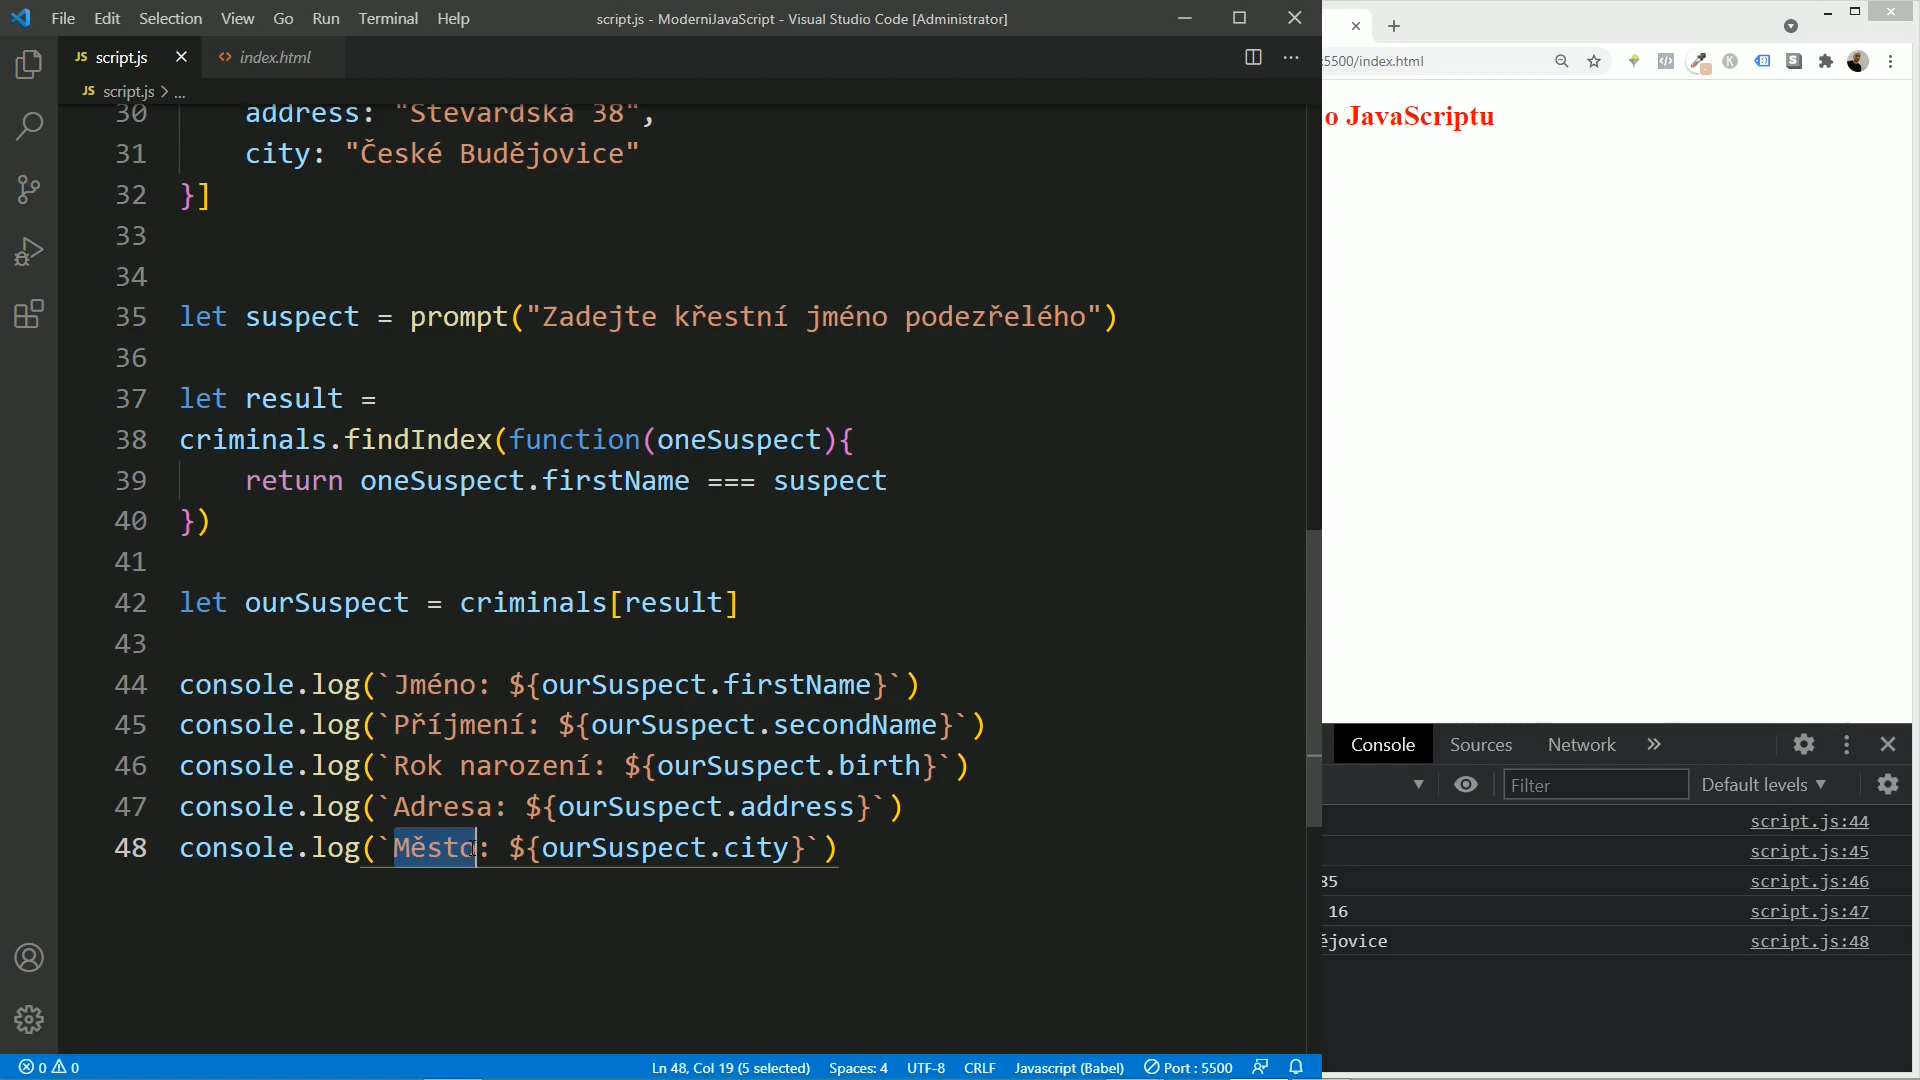 File Edit Selection View Go Run Terminal Help
script.js - ModerniJavaScript - Visual Studio Code [Administrator]
JS script.js
<> index.html
JS script.js > ...
30 address: "Stevardská 38",
31 city: "České Budějovice"
32 }]
33
34
35 let suspect = prompt("Zadejte křestní jméno podezřelého")
36
37 let result =
38 criminals.findIndex(function(oneSuspect){
39 return oneSuspect.firstName === suspect
40 })
41
42 let ourSuspect = criminals[result]
43
44 console.log(`Jméno: ${ourSuspect.firstName}`)
45 console.log(`Příjmení: ${ourSuspect.secondName}`)
46 console.log(`Rok narození: ${ourSuspect.birth}`)
47 console.log(`Adresa: ${ourSuspect.address}`)
48 console.log(`Město: ${ourSuspect.city}`)
0 0
Ln 48, Col 19 (5 selected) Spaces: 4 UTF-8 CRLF Javascript (Babel) Port : 5500
5500/index.html
o JavaScriptu
Console Sources Network
Filter Default levels
script.js:44
script.js:45
85 script.js:46
16 script.js:47
ějovice script.js:48